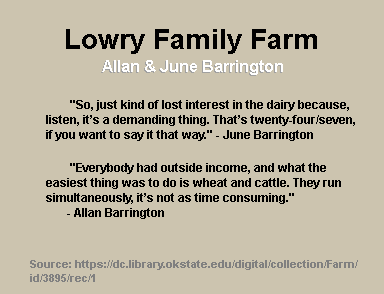 Lowry Family Farm
Allan & June Barrington
"So, just kind of lost interest in the dairy because,
listen, it's a demanding thing. That's twenty-four/seven,
if you want to say it that way." - June Barrington
"Everybody had outside income, and what the
easiest thing was to do is wheat and cattle. They run
simultaneously, it's not as time consuming."
- Allan Barrington
Source: https://dc.library.okstate.edu/digital/collection/Farm/
id/3895/rec/1